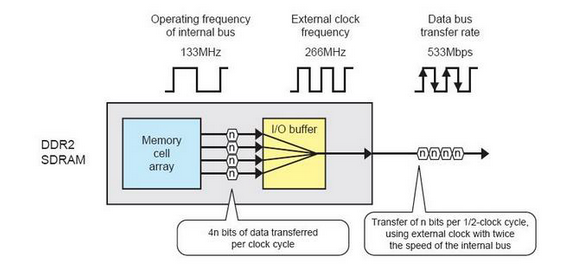 Operating frequency
of internal bus
133MHz
External clock
frequency
266MHz
Data bus
transfer rate
533Mbps
DDR2
SDRAM
Memory
cell
array
n
n
n
n
I/O buffer
n n n n
4n bits of data transferred
per clock cycle
Transfer of n bits per 1/2-clock cycle,
using external clock with twice
the speed of the internal bus